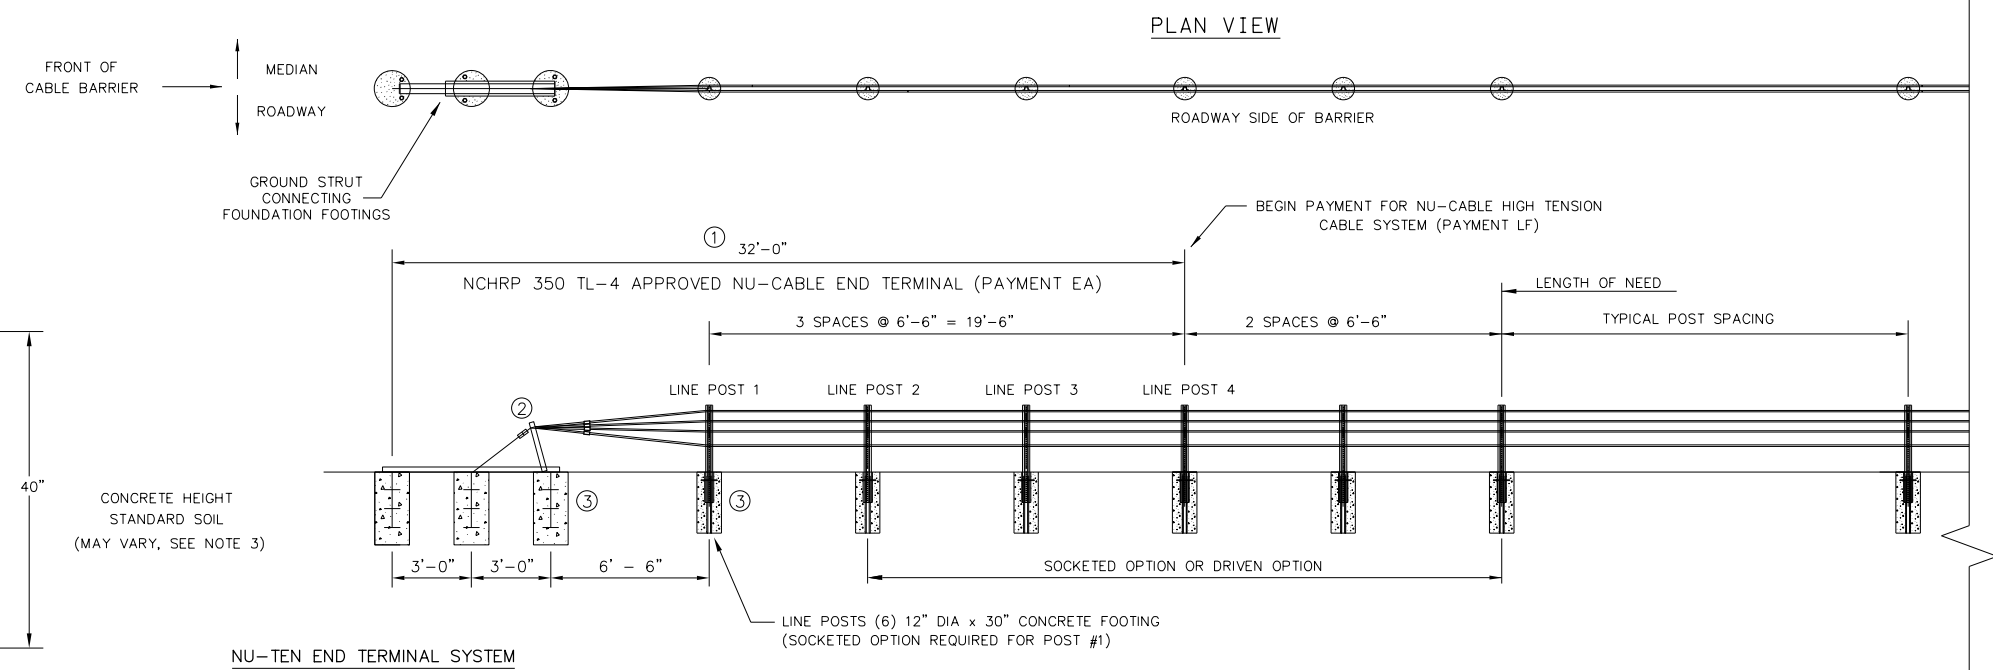 PLAN VIEW
FRONT OF
CABLE BARRIER
MEDIAN
ROADWAY
ROADWAY SIDE OF BARRIER
GROUND STRUT
CONNECTING
FOUNDATION FOOTINGS
BEGIN PAYMENT FOR NU-CABLE HIGH TENSION
CABLE SYSTEM (PAYMENT LF)
1
32'-0"
NCHRP 350 TL-4 APPROVED NU-CABLE END TERMINAL (PAYMENT EA)
LENGTH OF NEED
3 SPACES @ 6'-6" = 19'-6"
2 SPACES @ 6'-6"
TYPICAL POST SPACING
LINE POST 1
LINE POST 2
LINE POST 3
LINE POST 4
2
40"
CONCRETE HEIGHT
STANDARD SOIL
(MAY VARY, SEE NOTE 3)
3
3
3'-0"
3'-0"
6' - 6"
SOCKETED OPTION OR DRIVEN OPTION
LINE POSTS (6) 12" DIA x 30" CONCRETE FOOTING
(SOCKETED OPTION REQUIRED FOR POST #1)
NU-TEN END TERMINAL SYSTEM